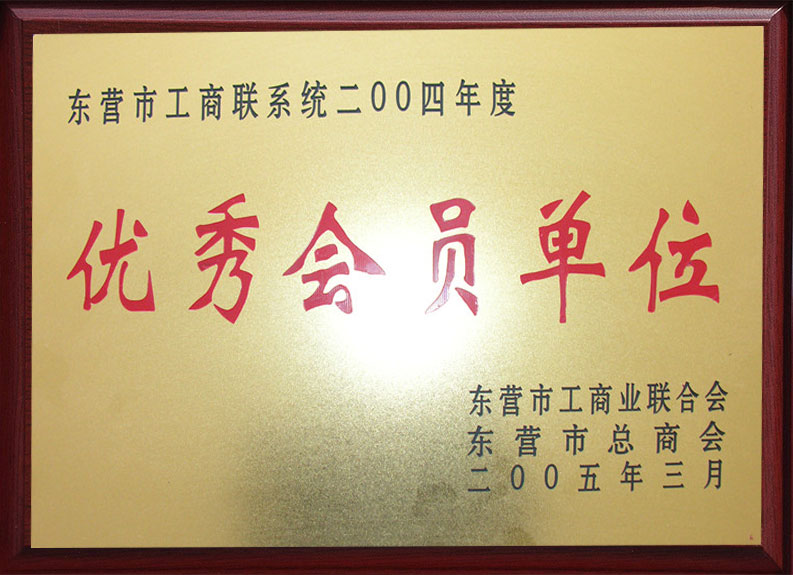 东营市工商联系统二00四年度
优秀会员单位
东营市工商业联合会
东营市总商会
二00五年三月